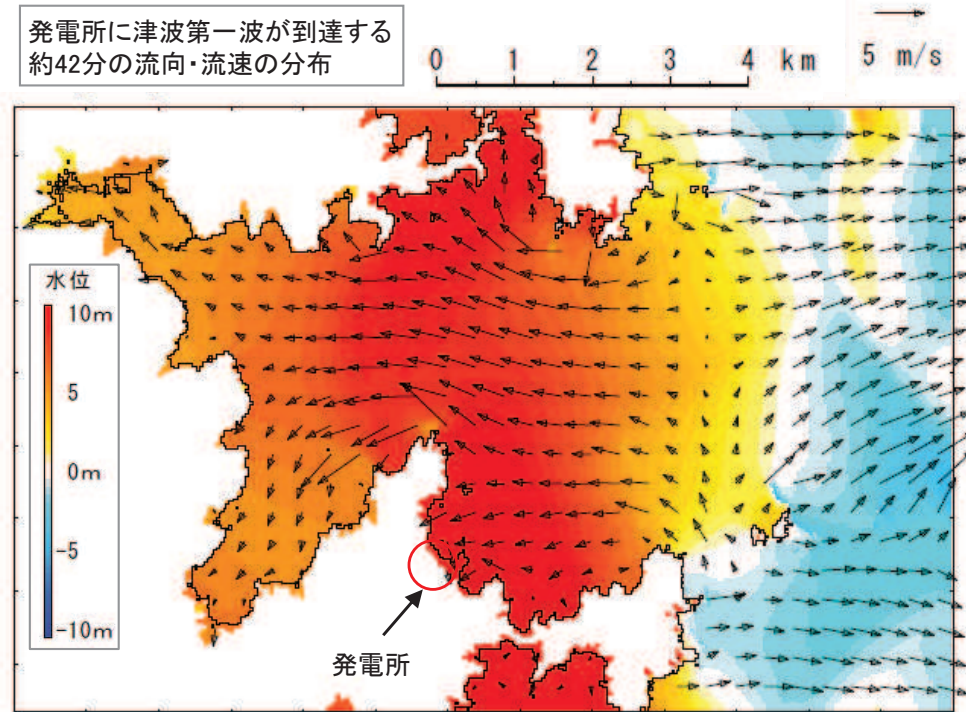 発電所に津波第一波が到達する
約42分の流向・流速の分布
0 1 2 3 4 km
5 m/s
水位
10m
5
0m
-5
-10m
発電所